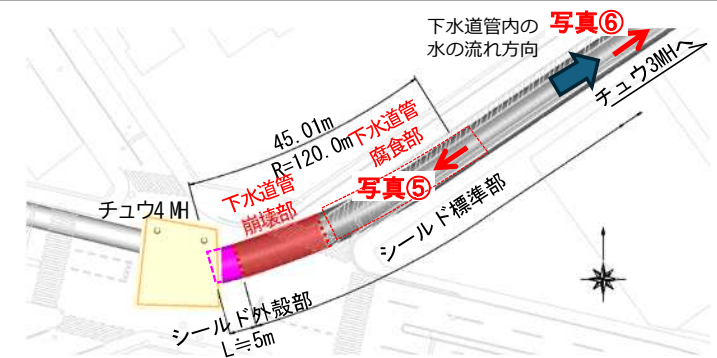 下水道管内の
水の流れ方向
写真⑥
チュウ3MHへ
45.01m
R=120.0m
下水道管
腐食部
下水道管
崩壊部
写真⑤
チュウ4 MH
シールド標準部
シールド外殻部
L≒5m